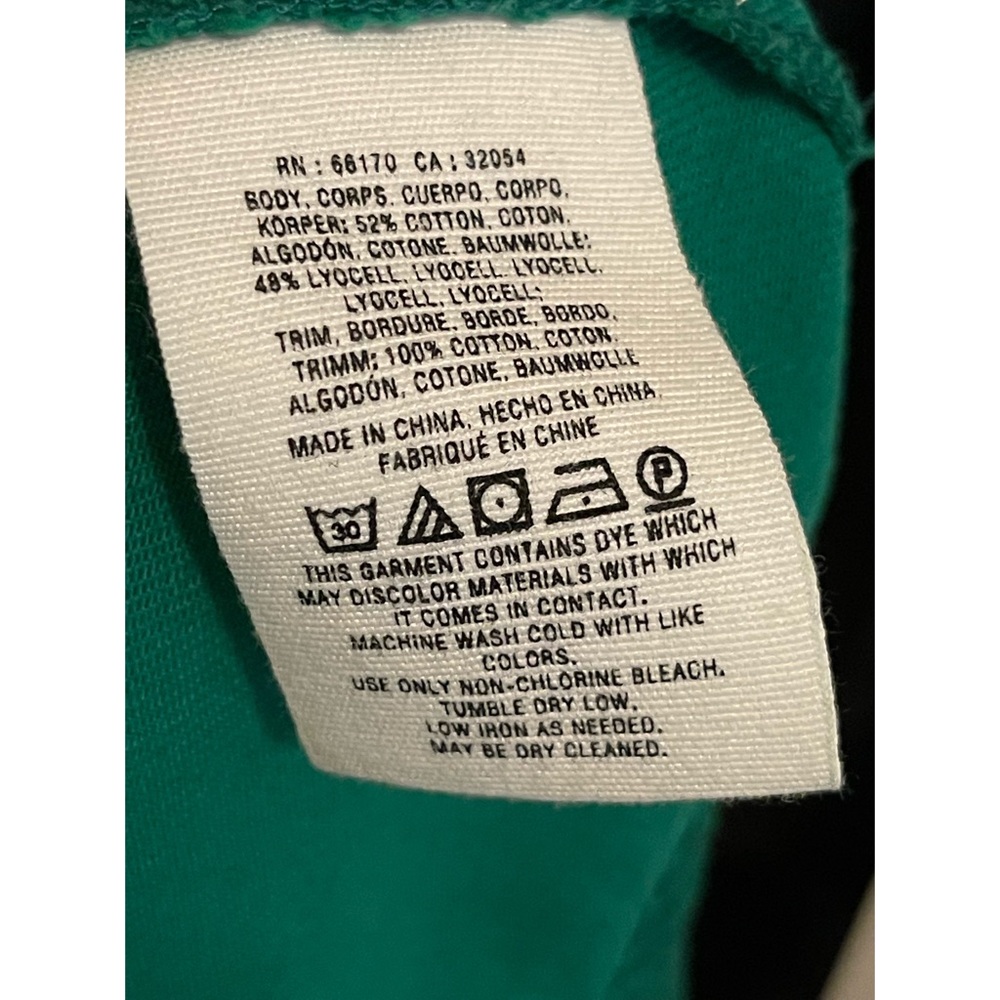 RN : 66170 CA : 32054
BODY, CORPS, CUERPO, CORPO,
KÖRPER: 52% COTTON, COTON,
ALGODÓN, COTONE, BAUMWOLLE;
48% LYOCELL, LYOCELL, LYOCELL,
LYOCELL, LYOCELL;
TRIM, BORDURE, BORDE, BORDO,
TRIMM: 100% COTTON, COTON,
ALGODÓN, COTONE, BAUMWOLLE
MADE IN CHINA, HECHO EN CHINA,
FABRIQUÉ EN CHINE
30 P
THIS GARMENT CONTAINS DYE WHICH
MAY DISCOLOR MATERIALS WITH WHICH
IT COMES IN CONTACT.
MACHINE WASH COLD WITH LIKE
COLORS.
USE ONLY NON-CHLORINE BLEACH.
TUMBLE DRY LOW.
LOW IRON AS NEEDED.
MAY BE DRY CLEANED.